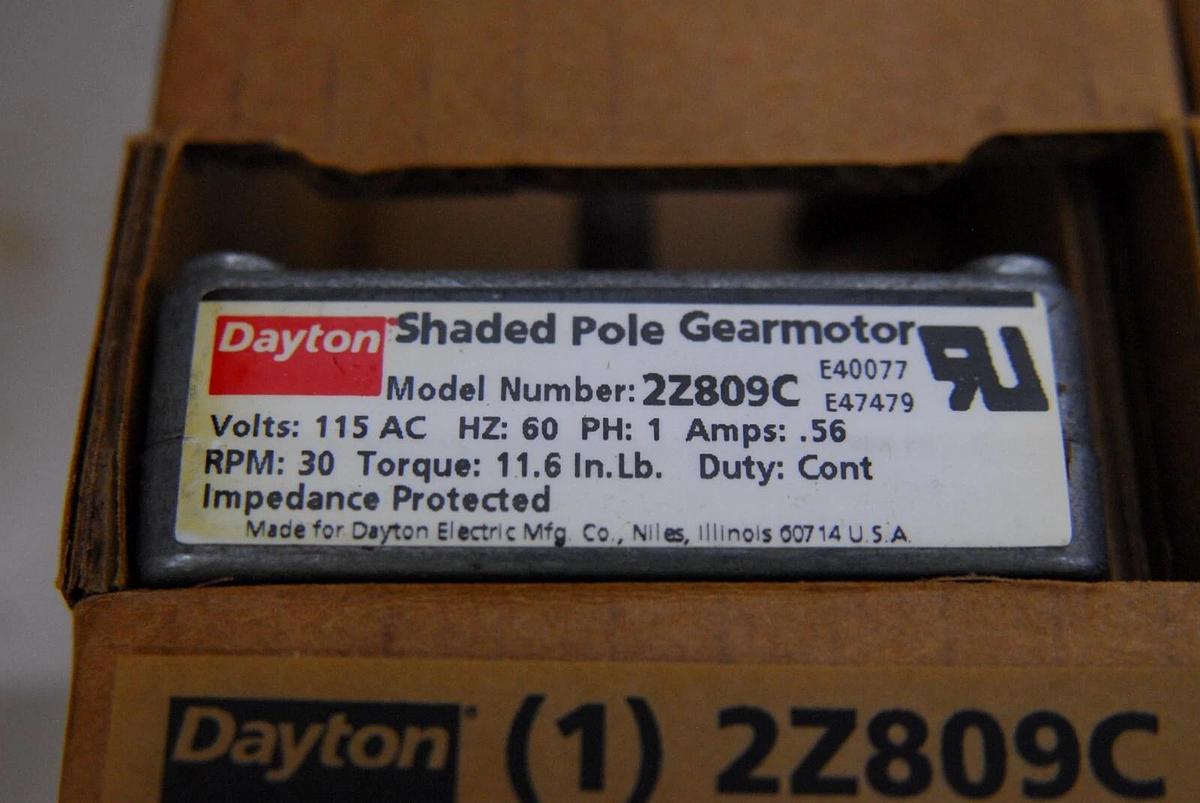 Dayton Shaded Pole Gearmotor
Model Number: 2Z809C E40077
E47479
Volts: 115 AC HZ: 60 PH: 1 Amps: .56
RPM: 30 Torque: 11.6 In.Lb. Duty: Cont
Impedance Protected
Made for Dayton Electric Mfg. Co., Niles, Illinois 60714 U.S.A.
Dayton (1) 2Z809C